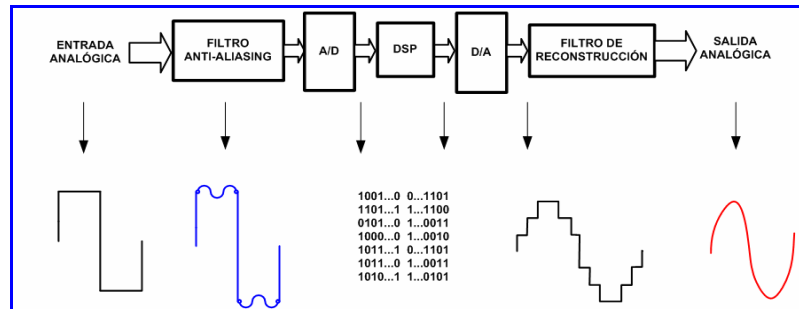 ENTRADA
ANALÓGICA
FILTRO
ANTI-ALIASING
A/D
DSP
D/A
FILTRO DE
RECONSTRUCCIÓN
SALIDA
ANALÓGICA
1001...0 0...1101
1101...1 1...1100
0101...0 1...0011
1000...0 1...0010
1011...1 0...1101
1011...0 1...0011
1010...1 1...0101